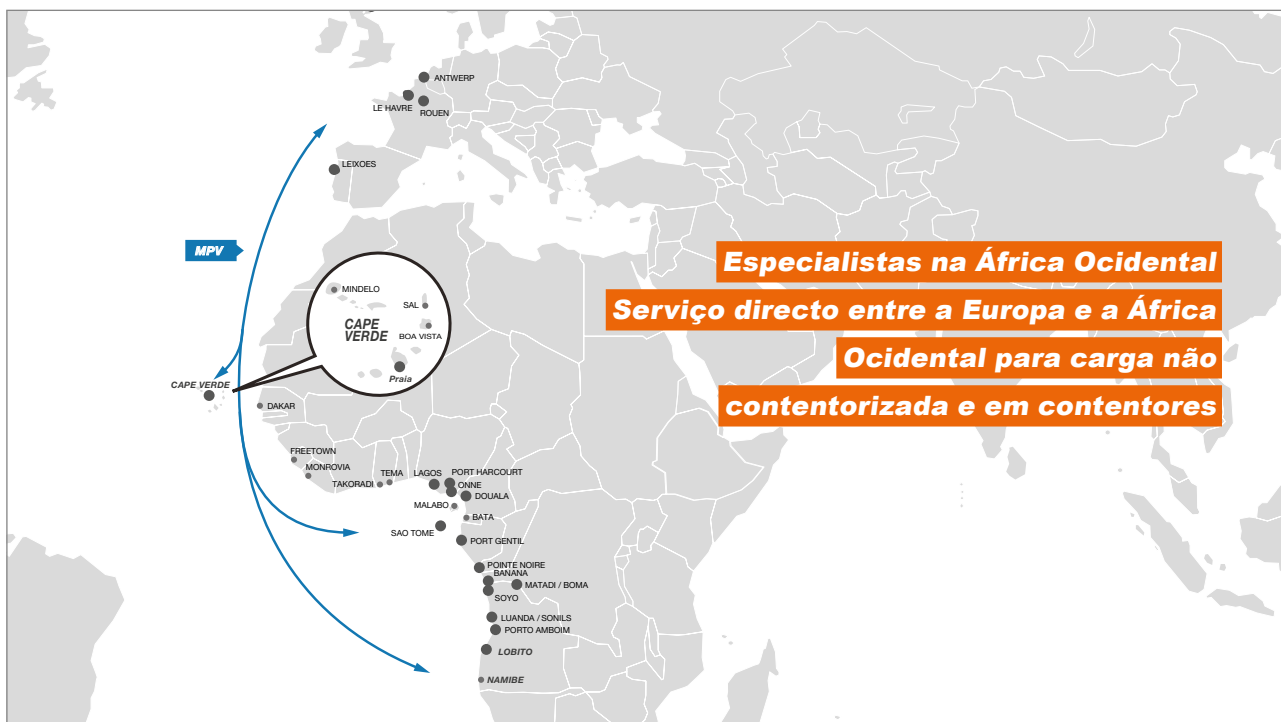 ANTWERP
LE HAVRE
ROUEN
LEIXOES
MPV
Especialistas na África Ocidental
Serviço directo entre a Europa e a África
Ocidental para carga não
contentorizada e em contentores
MINDELO
SAL
CAPE
VERDE
BOA VISTA
Praia
CAPE VERDE
DAKAR
FREETOWN
MONROVIA
TAKORADI
TEMA
LAGOS
PORT HARCOURT
ONNE
DOUALA
MALABO
BATA
SAO TOME
PORT GENTIL
POINTE NOIRE
BANANA
MATADI / BOMA
SOYO
LUANDA / SONILS
PORTO AMBOIM
LOBITO
NAMIBE